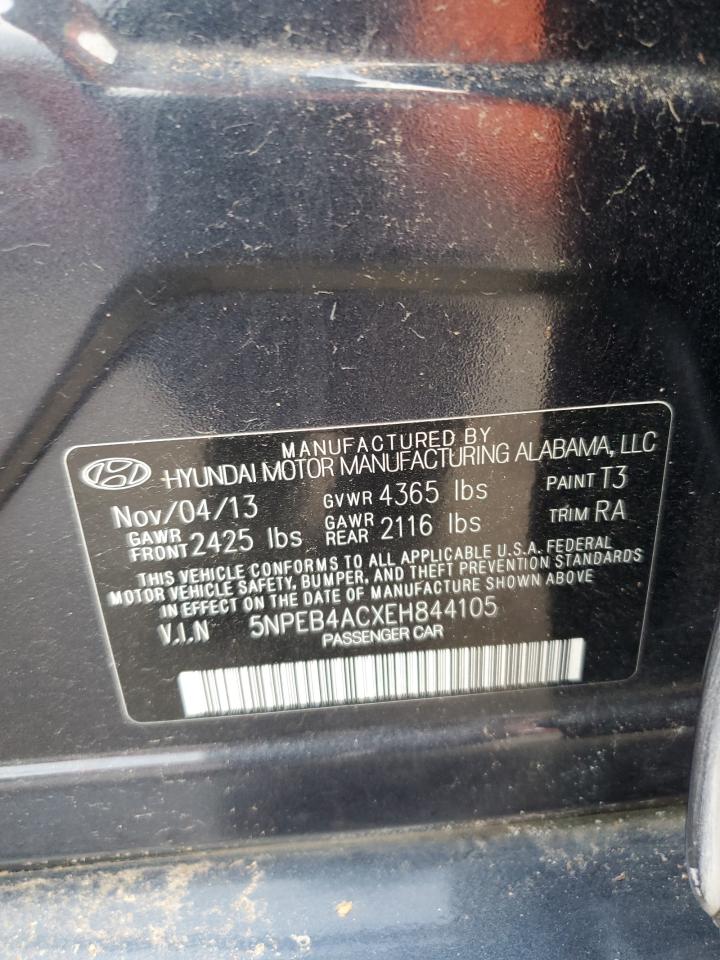 MANUFACTURED BY
HYUNDAI MOTOR MANUFACTURING ALABAMA, LLC
Nov/04/13 GVWR 4365 lbs PAINT T3
GAWR FRONT 2425 lbs GAWR REAR 2116 lbs TRIM RA
THIS VEHICLE CONFORMS TO ALL APPLICABLE U.S.A. FEDERAL
MOTOR VEHICLE SAFETY, BUMPER, AND THEFT PREVENTION STANDARDS
IN EFFECT ON THE DATE OF MANUFACTURE SHOWN ABOVE
V.I.N 5NPEB4ACXEH844105
PASSENGER CAR